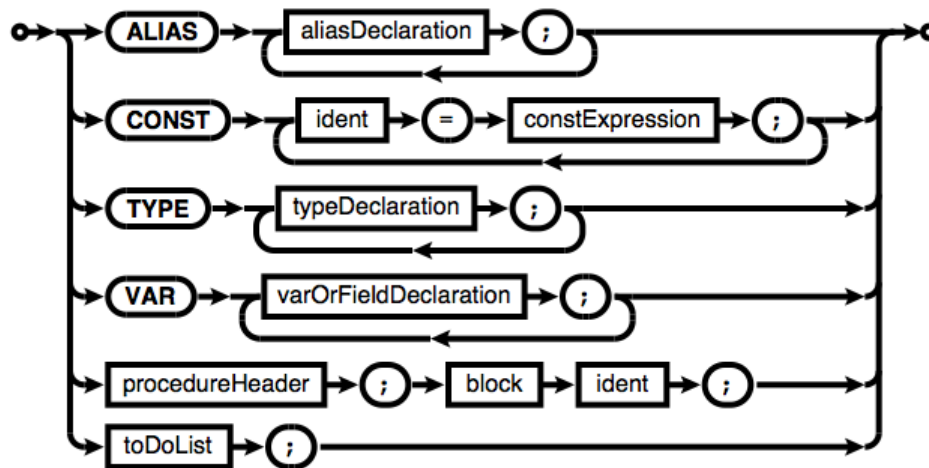 ALIAS aliasDeclaration ;
CONST ident = constExpression ;
TYPE typeDeclaration ;
VAR varOrFieldDeclaration ;
procedureHeader ; block ident ;
toDoList ;